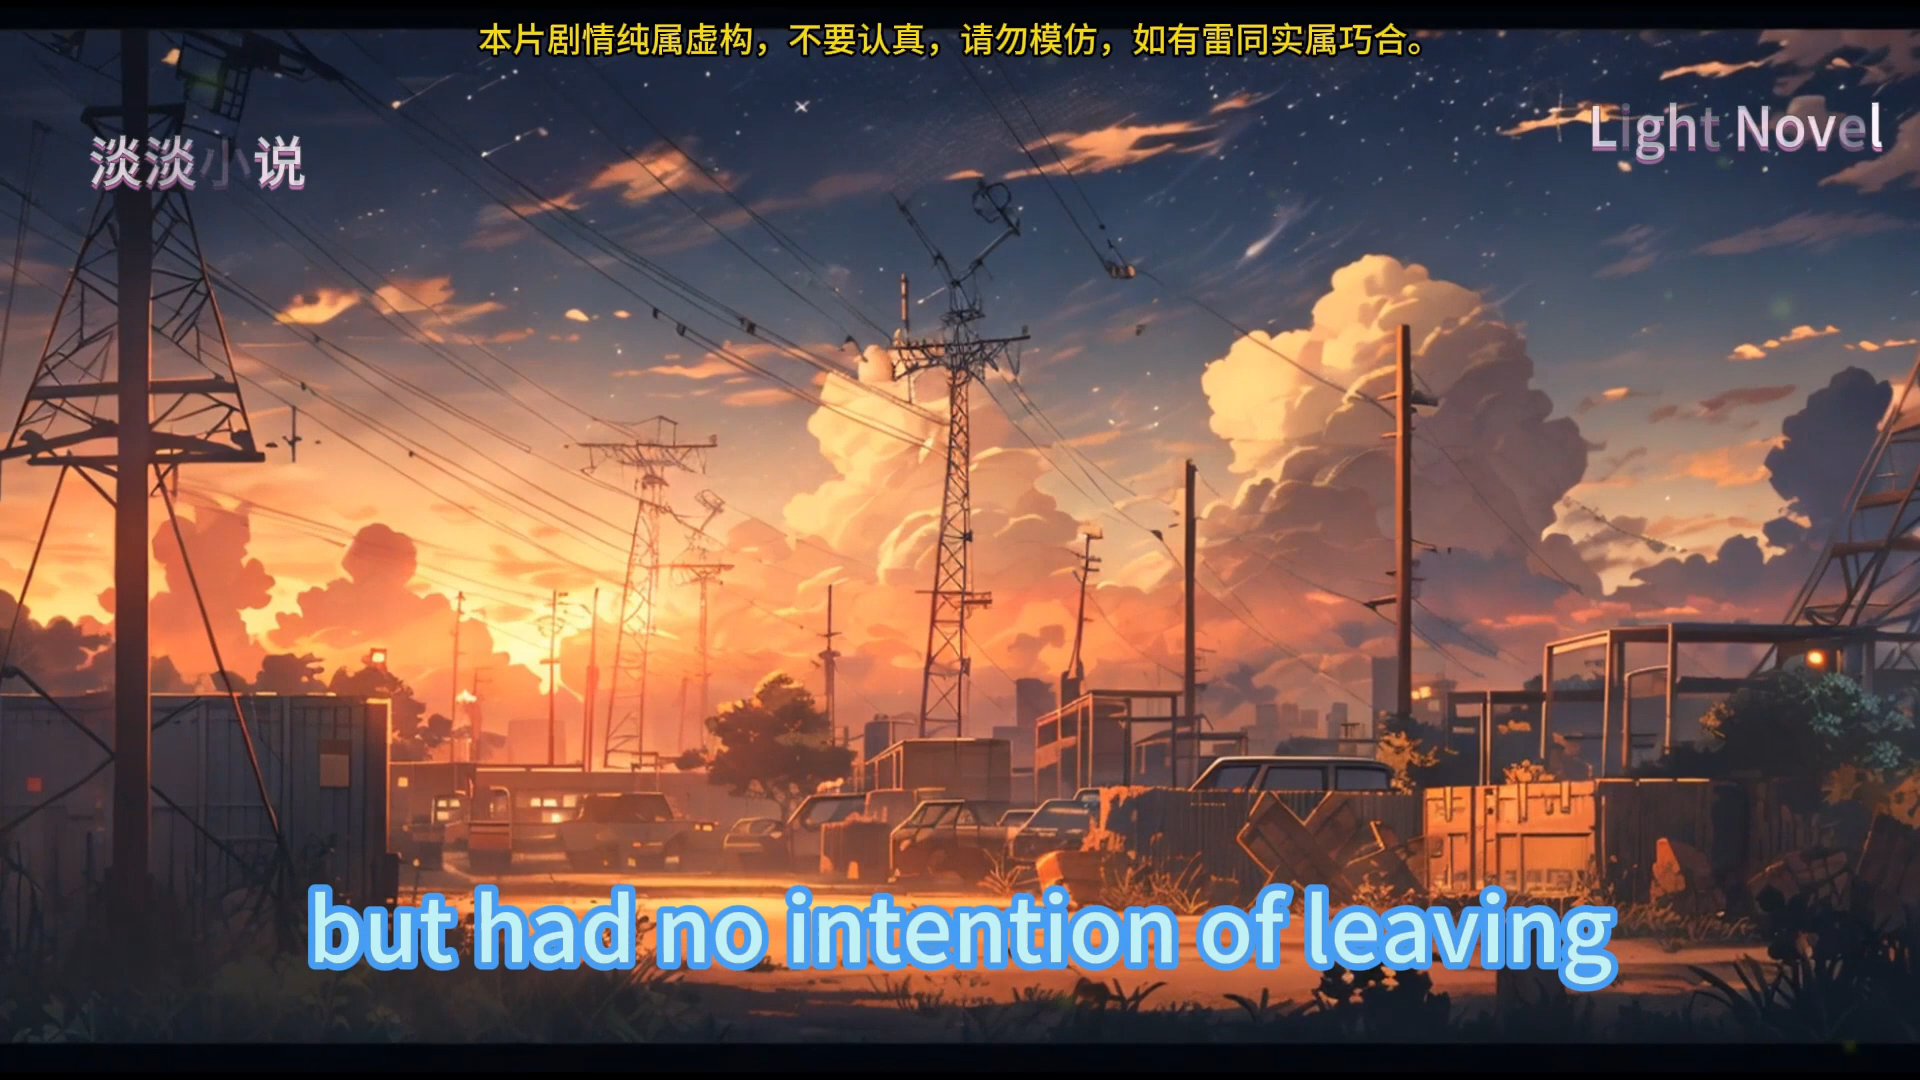 本片剧情纯属虚构，不要认真，请勿模仿，如有雷同实属巧合。
淡淡小说
Light Novel
but had no intention of leaving